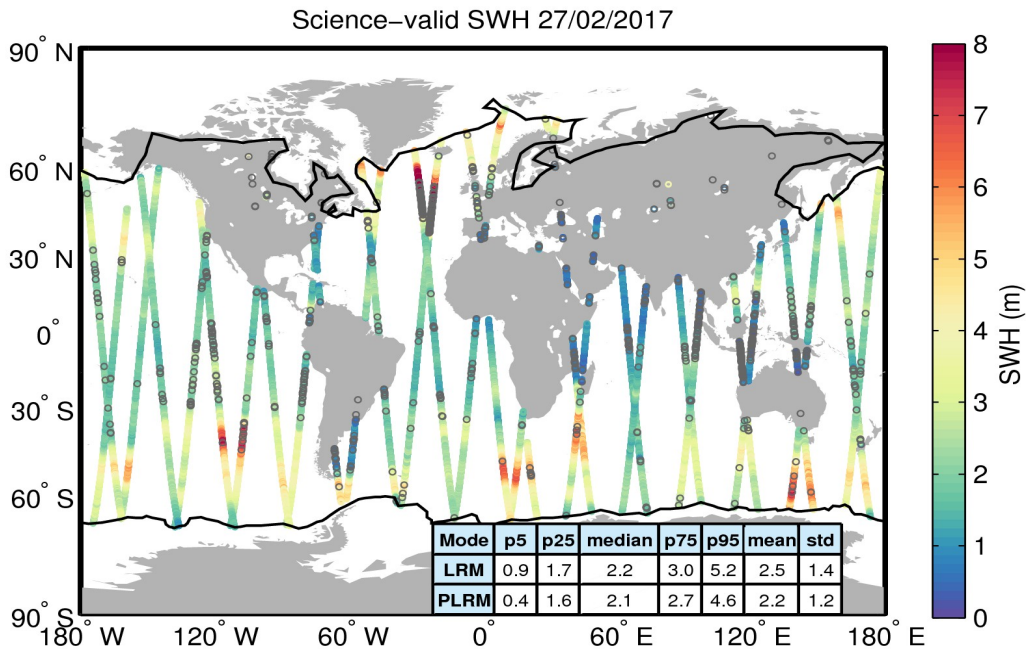 Science−valid SWH 27/02/2017
90° N
60° N
30° N
0°
30° S
60° S
90° S
180° W
120° W
60° W
0°
60° E
120° E
180° E
Mode p5 p25 median p75 p95 mean std
LRM 0.9 1.7 2.2 3.0 5.2 2.5 1.4
PLRM 0.4 1.6 2.1 2.7 4.6 2.2 1.2
8
7
6
5
4
3
2
1
0
SWH (m)